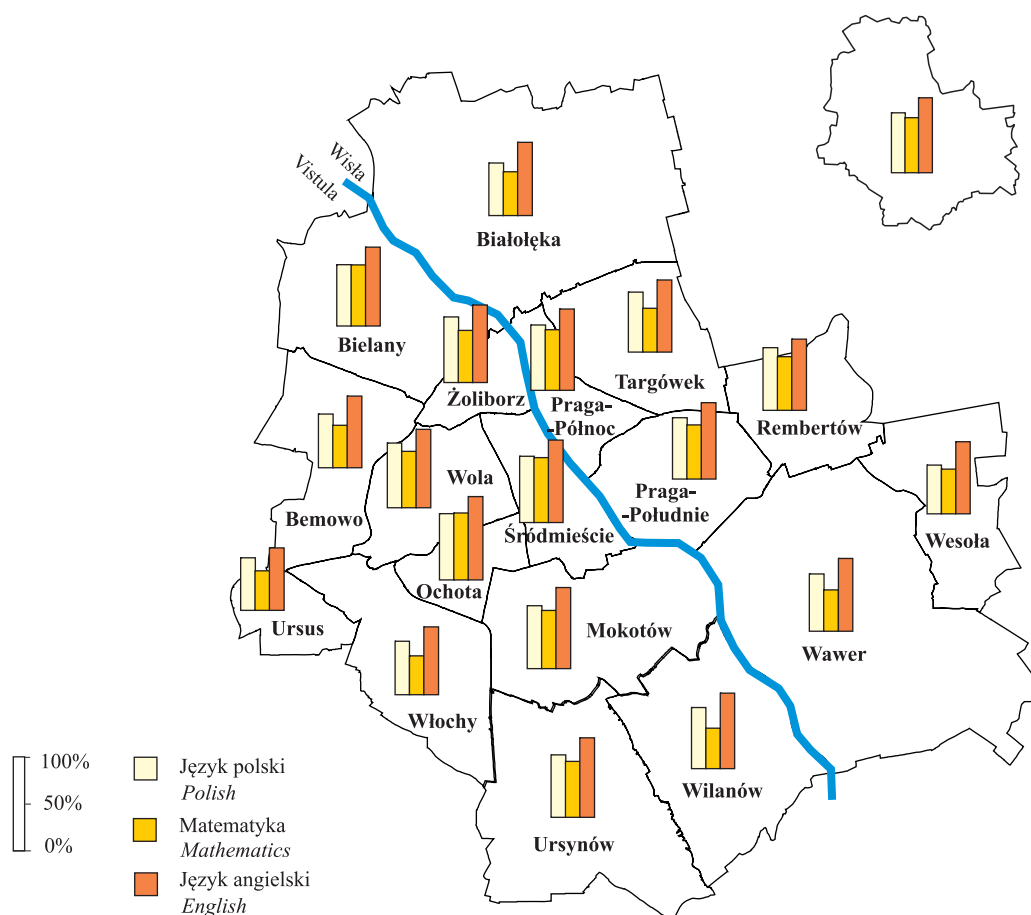 Wisła
Vistula
Białołęka
Bielany
Żoliborz
Praga-
-Północ
Targówek
Rembertów
Wola
Bemowo
Śródmieście
Praga-
-Południe
Wesoła
Ochota
Ursus
Mokotów
Wawer
Włochy
Wilanów
Ursynów
100%
50%
0%
Język polski
Polish
Matematyka
Mathematics
Język angielski
English